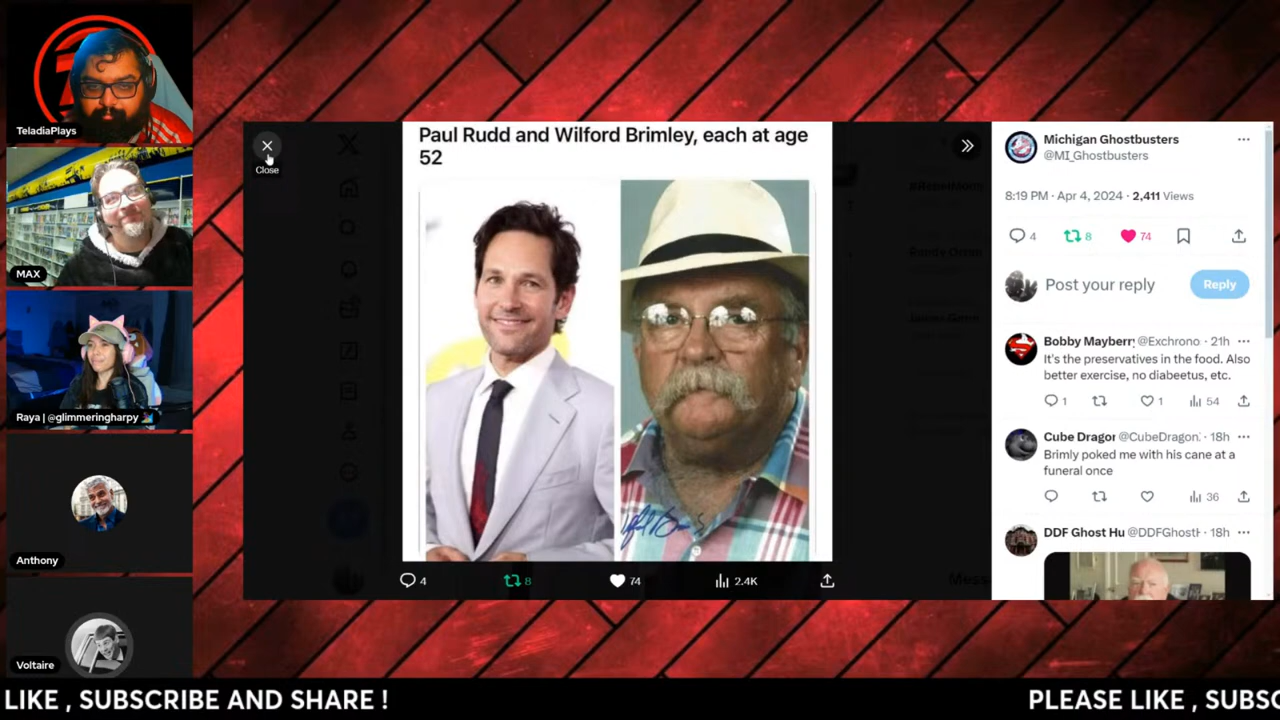 TeladiaPlays
MAX
Raya | @glimmeringharpy
Anthony
Voltaire
Close
Paul Rudd and Wilford Brimley, each at age
52
4
8
74
2.4K
Michigan Ghostbusters
@MI_Ghostbusters
8:19 PM · Apr 4, 2024 · 2,411 Views
4
8
74
Post your reply
Reply
Bobby Mayberry @Exchrono · 21h
It's the preservatives in the food. Also
better exercise, no diabeetus, etc.
1
1
54
Cube Dragor @CubeDragon. · 18h
Brimly poked me with his cane at a
funeral once
36
DDF Ghost Hu @DDFGhostH · 18h
LIKE , SUBSCRIBE AND SHARE !
PLEASE LIKE , SUBSC